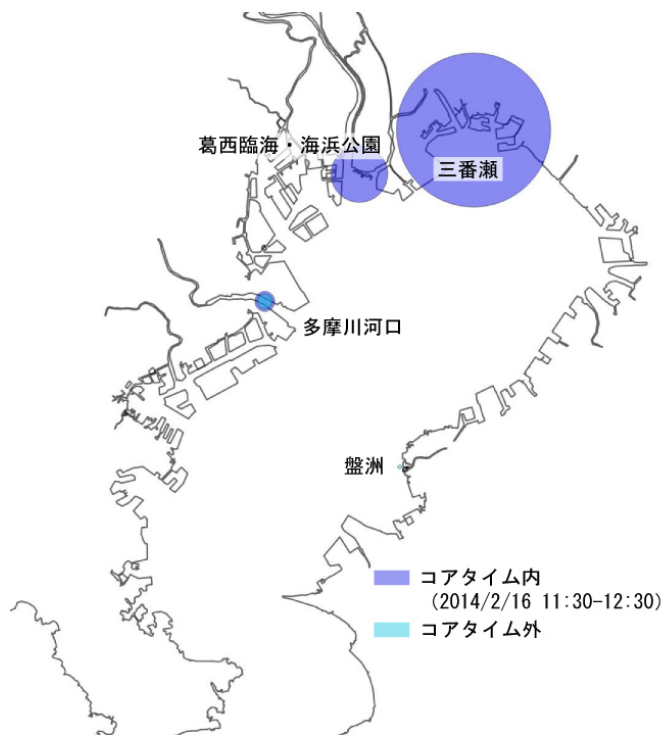 葛西臨海・海浜公園
三番瀬
多摩川河口
盤洲
コアタイム内
（2014/2/16 11:30-12:30）
コアタイム外